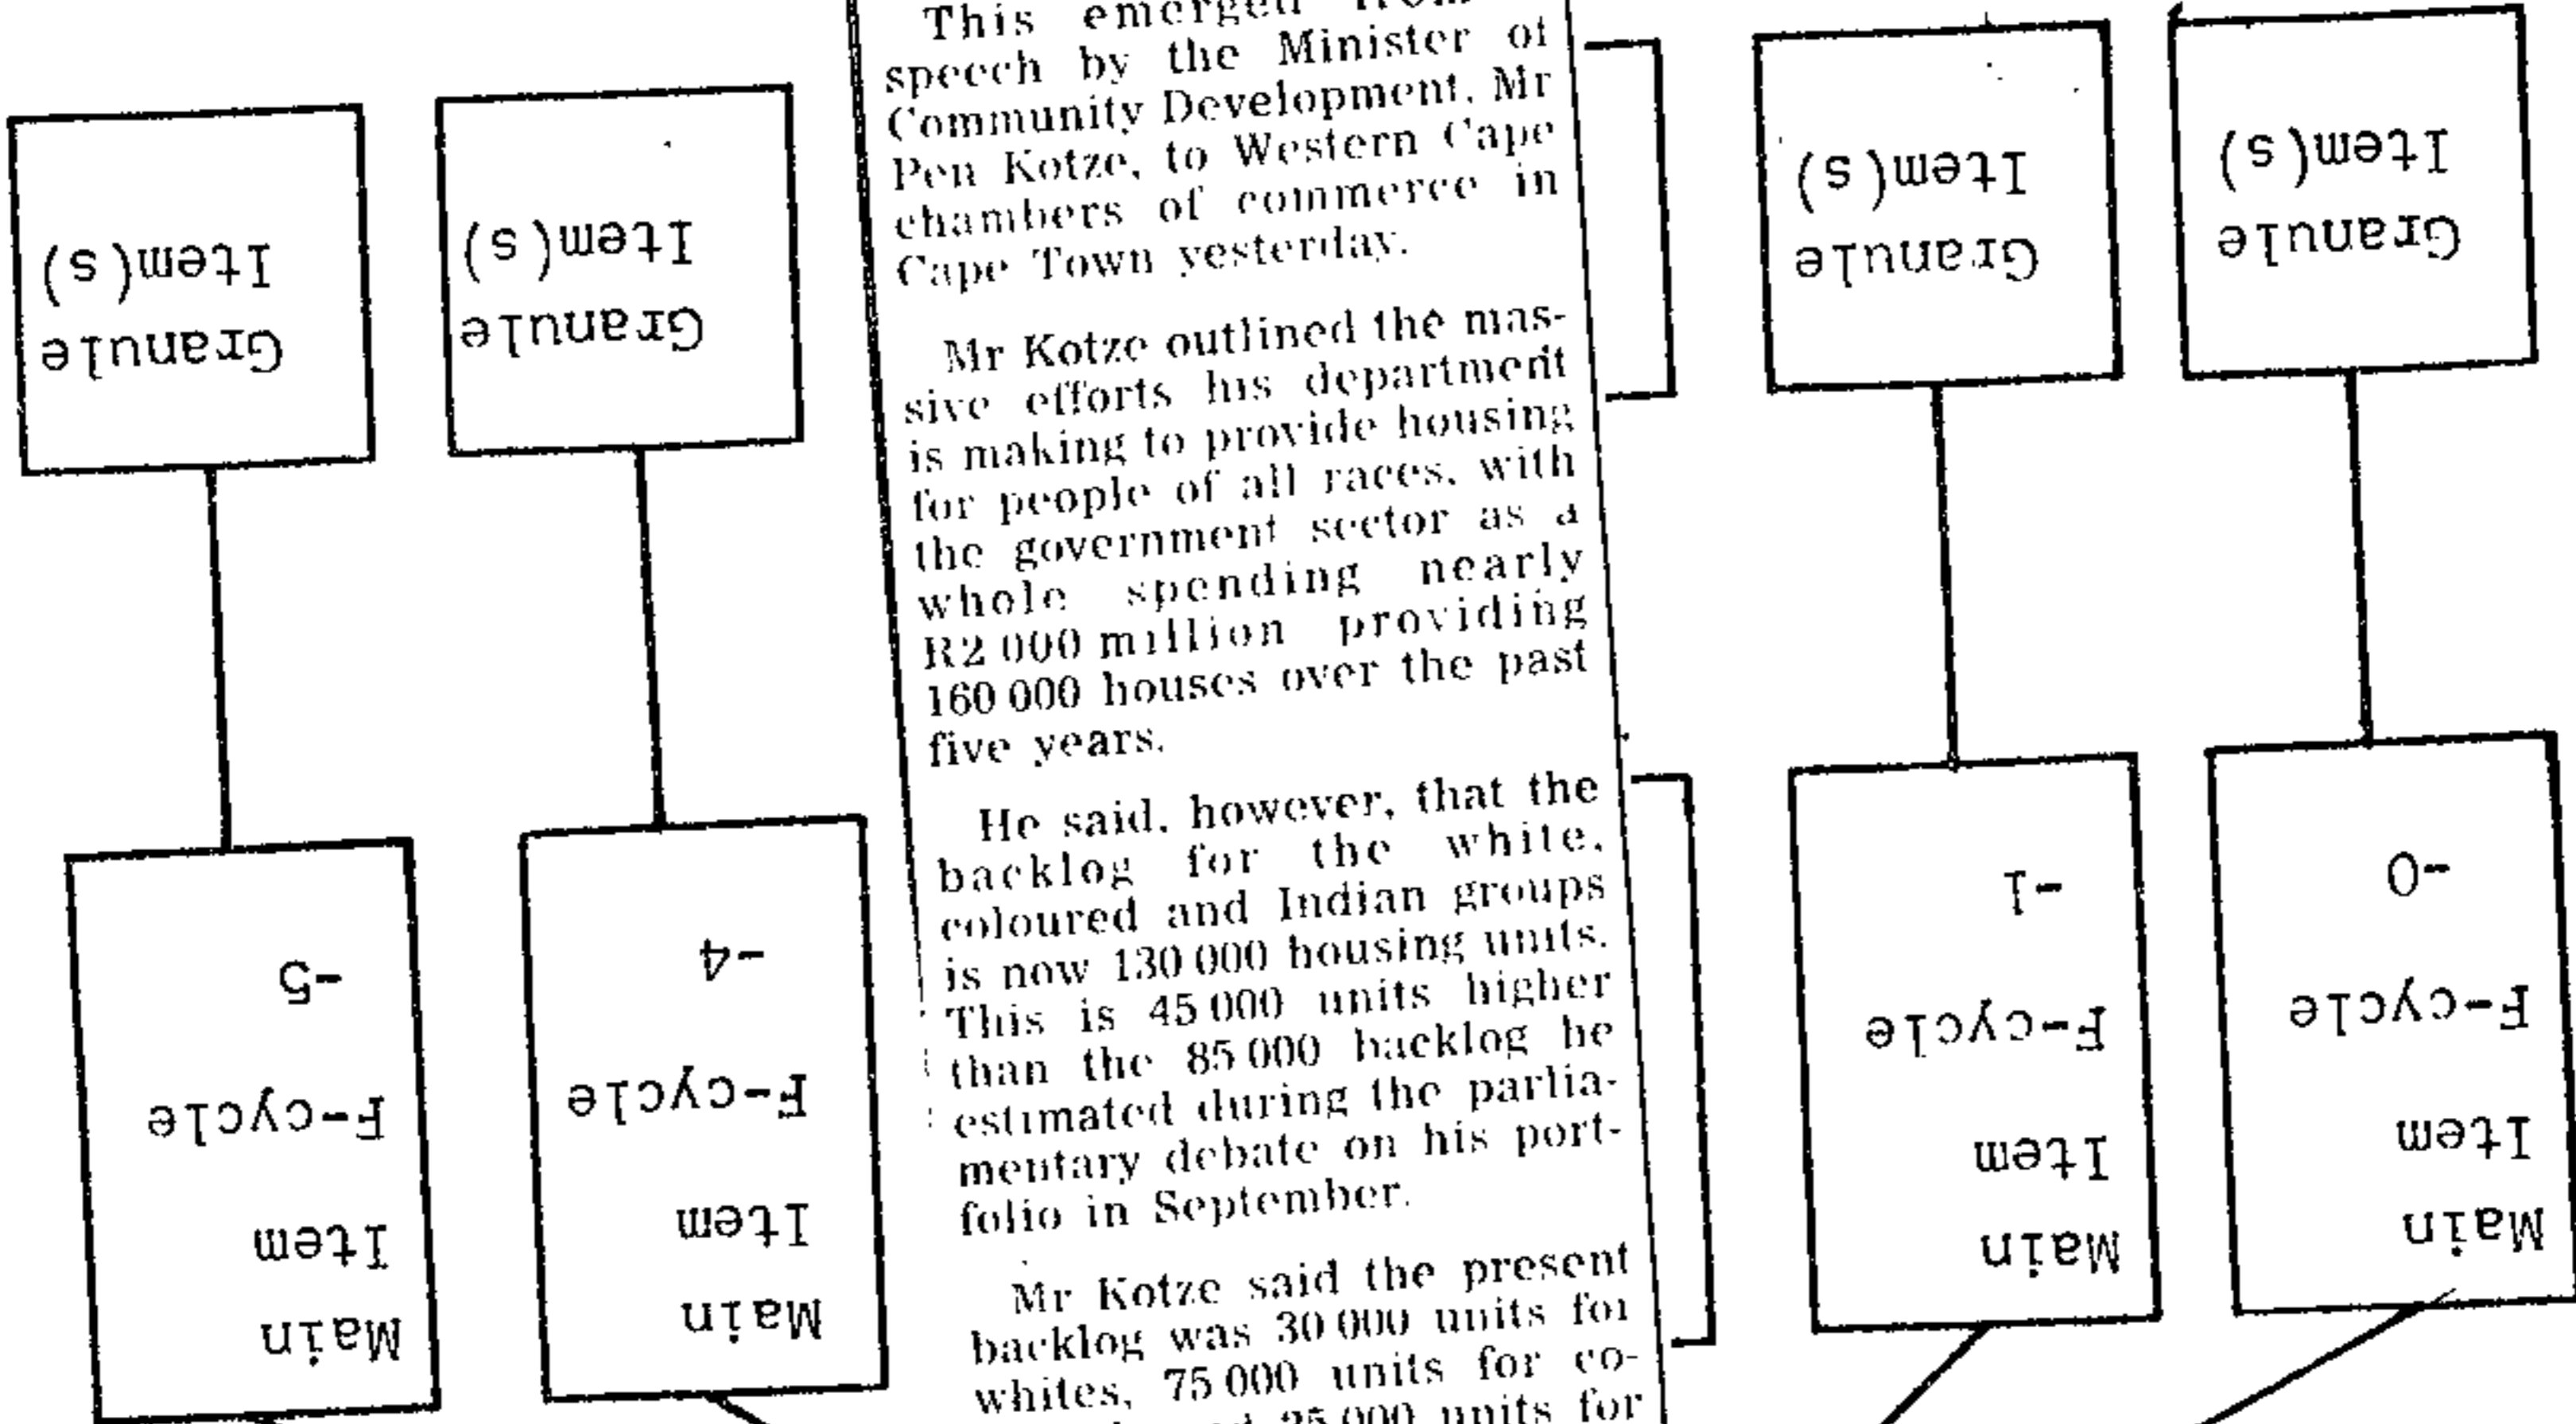 This emerged from
speech by the Minister of
Community Development, Mr
Pen Kotze, to Western Cape
chambers of commerce in
Cape Town yesterday.
Mr Kotze outlined the mas-
sive efforts his department
is making to provide housing
for people of all races, with
the government sector as a
whole spending nearly
R2 000 million providing
160 000 houses over the past
five years.
He said, however, that the
backlog for the white,
coloured and Indian groups
is now 130 000 housing units.
This is 45 000 units higher
than the 85 000 backlog he
estimated during the parlia-
mentary debate on his port-
folio in September.
Mr Kotze said the present
backlog was 30 000 units for
whites, 75 000 units for co-
25 000 units for
Main
Item
F-cycle
-0
Granule
Item(s)
Main
Item
F-cycle
-1
Granule
Item(s)
Main
Item
F-cycle
-4
Granule
Item(s)
Main
Item
F-cycle
-5
Granule
Item(s)